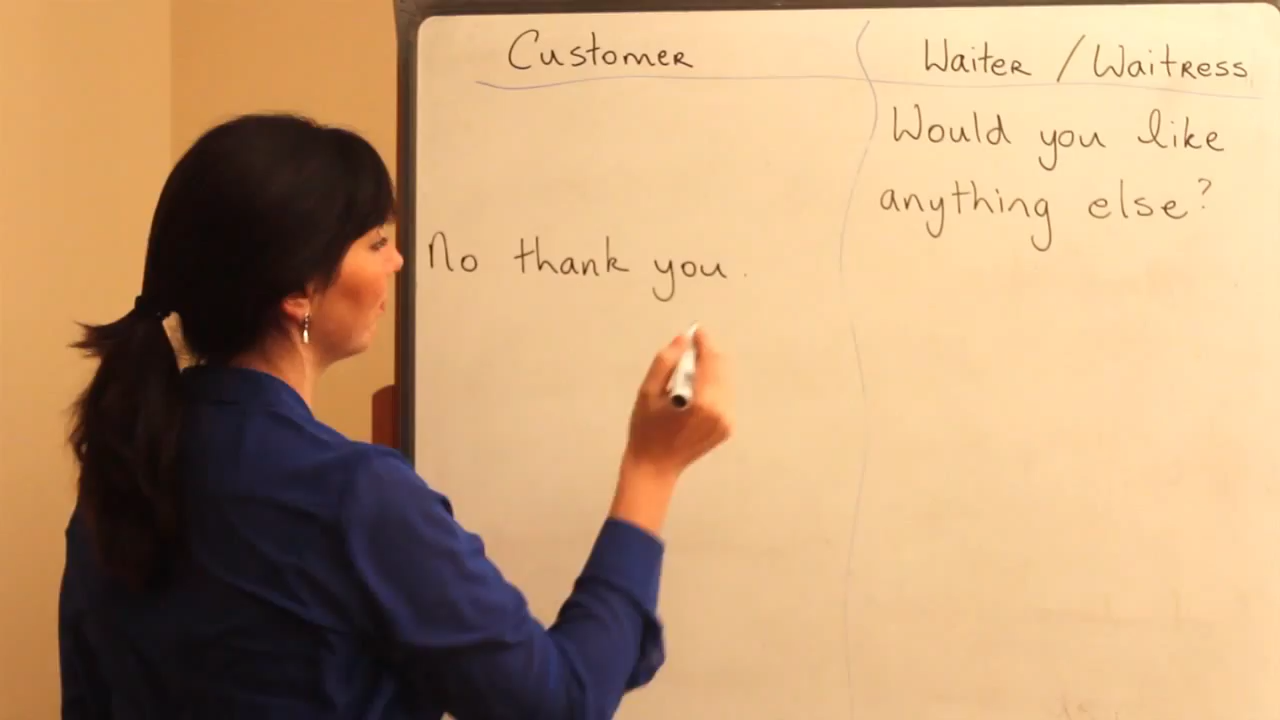 Customer
Waiter / Waitress
Would you like
anything else?
No thank you.